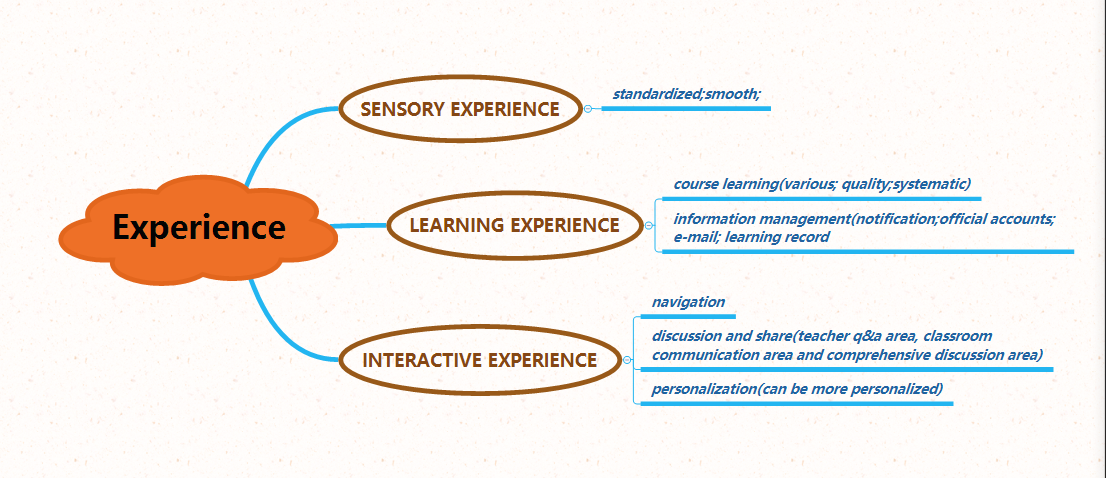 Experience
SENSORY EXPERIENCE
standardized;smooth;
LEARNING EXPERIENCE
course learning(various; quality;systematic)
information management(notification;official accounts;
e-mail; learning record
INTERACTIVE EXPERIENCE
navigation
discussion and share(teacher q&a area, classroom
communication area and comprehensive discussion area)
personalization(can be more personalized)